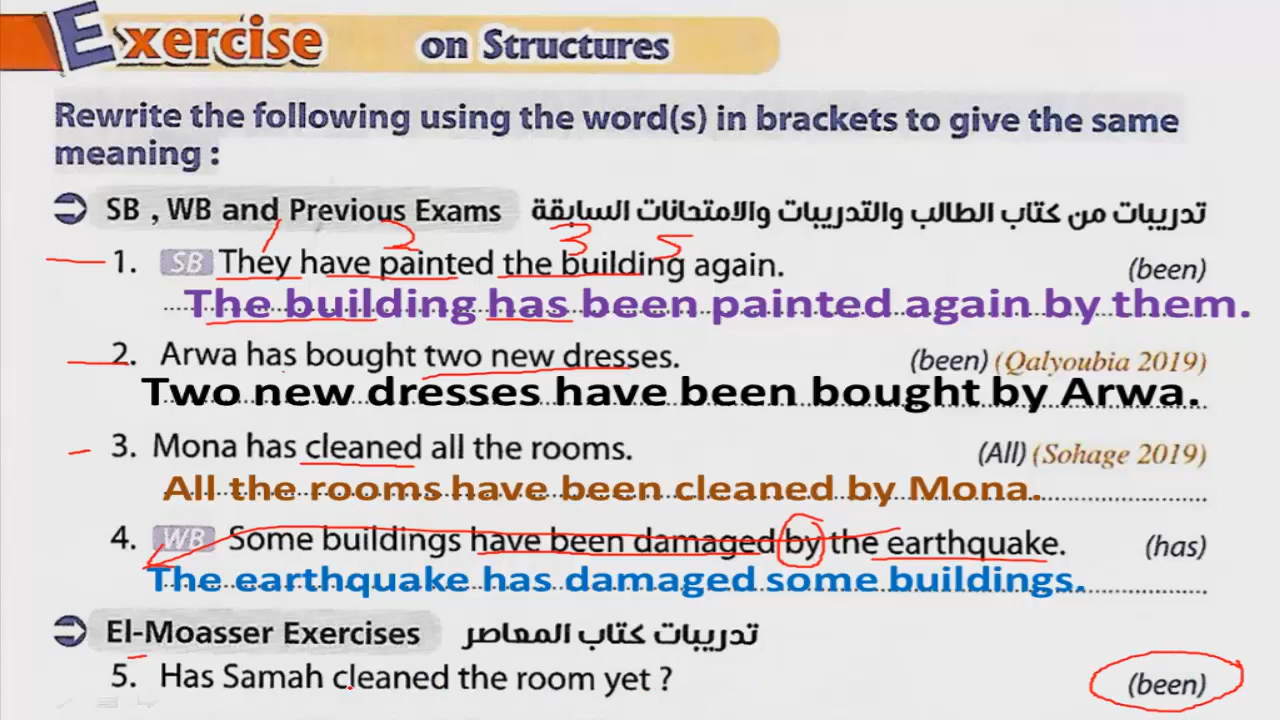 Exercise on Structures
Rewrite the following using the word(s) in brackets to give the same
meaning :
SB , WB and Previous Exams تدريبات من كتاب الطالب والتدريبات والامتحانات السابقة
1 2 3 5
1. SB They have painted the building again. (been)
The building has been painted again by them.
2. Arwa has bought two new dresses. (been) (Qalyoubia 2019)
Two new dresses have been bought by Arwa.
3. Mona has cleaned all the rooms. (All) (Sohage 2019)
All the rooms have been cleaned by Mona.
4. WB Some buildings have been damaged by the earthquake. (has)
The earthquake has damaged some buildings.
El-Moasser Exercises تدريبات كتاب المعاصر
5. Has Samah cleaned the room yet ? (been)